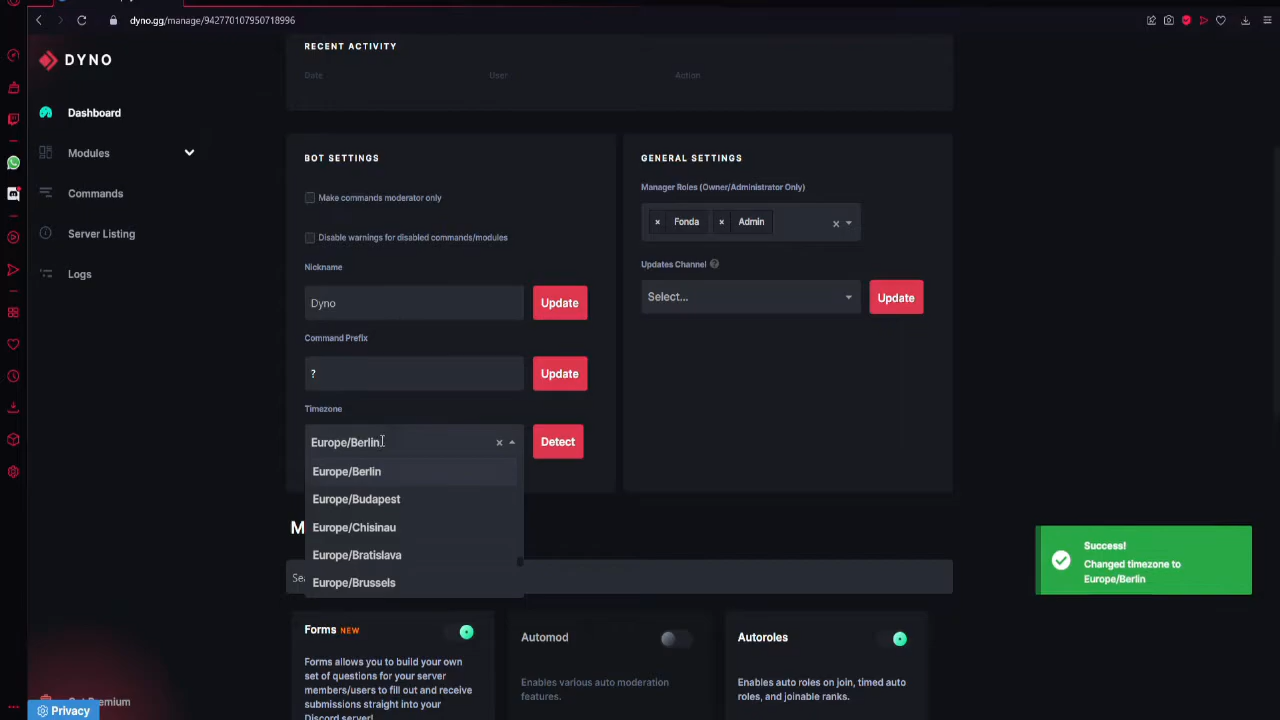 dyno.gg/manage/942770107950718996
DYNO
Dashboard
Modules
Commands
Server Listing
Logs
Privacy
RECENT ACTIVITY
Date User Action
BOT SETTINGS
Make commands moderator only
Disable warnings for disabled commands/modules
Nickname
Dyno Update
Command Prefix
? Update
Timezone
Europe/Berlin Detect
Europe/Berlin
Europe/Budapest
Europe/Chisinau
Europe/Bratislava
Europe/Brussels
GENERAL SETTINGS
Manager Roles (Owner/Administrator Only)
× Fonda × Admin ×
Updates Channel ?
Select... Update
M
Sea
Forms NEW
Forms allows you to build your own
set of questions for your server
members/users to fill out and receive
submissions straight into your
Discord server!
Automod
Enables various auto moderation
features.
Autoroles
Enables auto roles on join, timed auto
roles, and joinable ranks.
Success!
Changed timezone to
Europe/Berlin